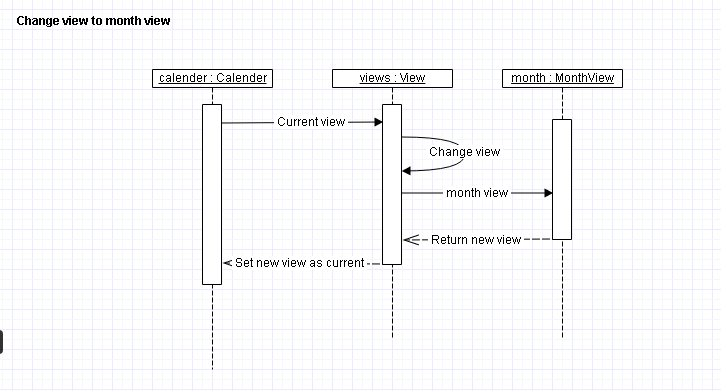 Change view to month view
calender : Calender
views : View
month : MonthView
Current view
Change view
month view
Return new view
Set new view as current